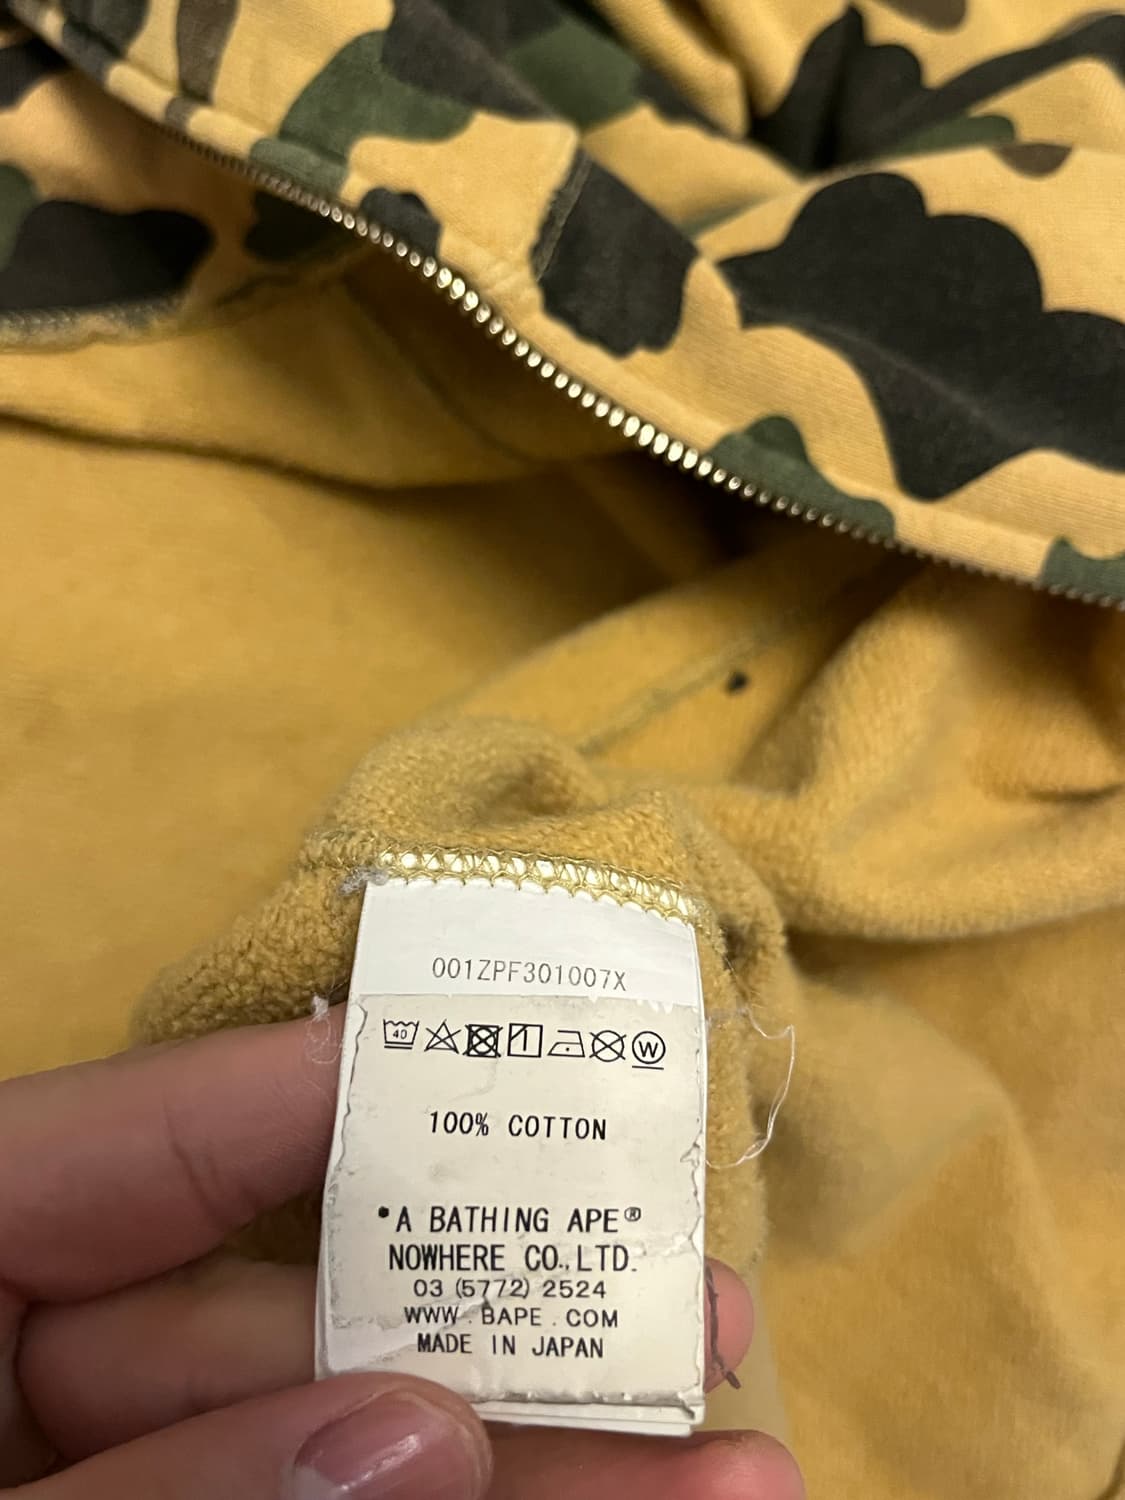 001ZPF301007X
40 W
100% COTTON
*A BATHING APE®
NOWHERE CO.,LTD.
03 (5772) 2524
WWW.BAPE.COM
MADE IN JAPAN